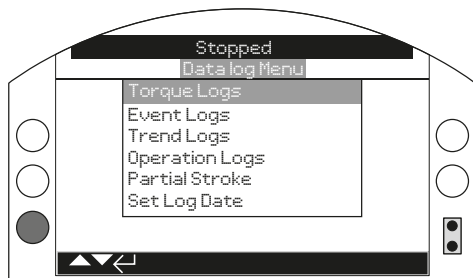 Stopped
Datalog Menu
Torque Logs
Event Logs
Trend Logs
Operation Logs
Partial Stroke
Set Log Date